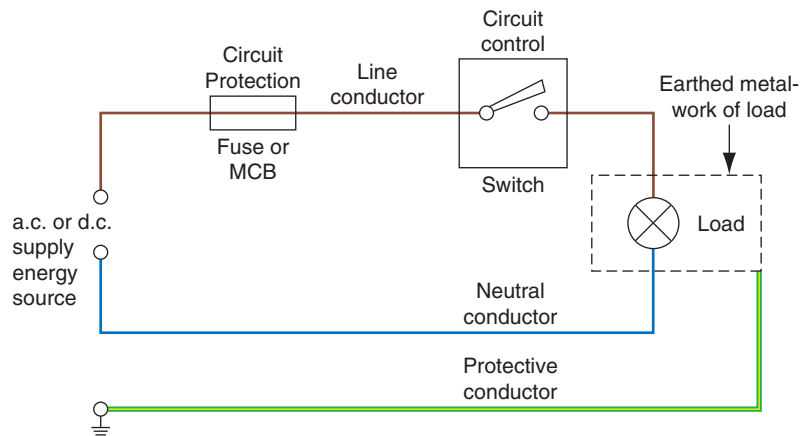 Circuit
control
Circuit
Protection
Line
conductor
Earthed metal-
work of load
Fuse or
MCB
Switch
a.c. or d.c.
supply
energy
source
Load
Neutral
conductor
Protective
conductor